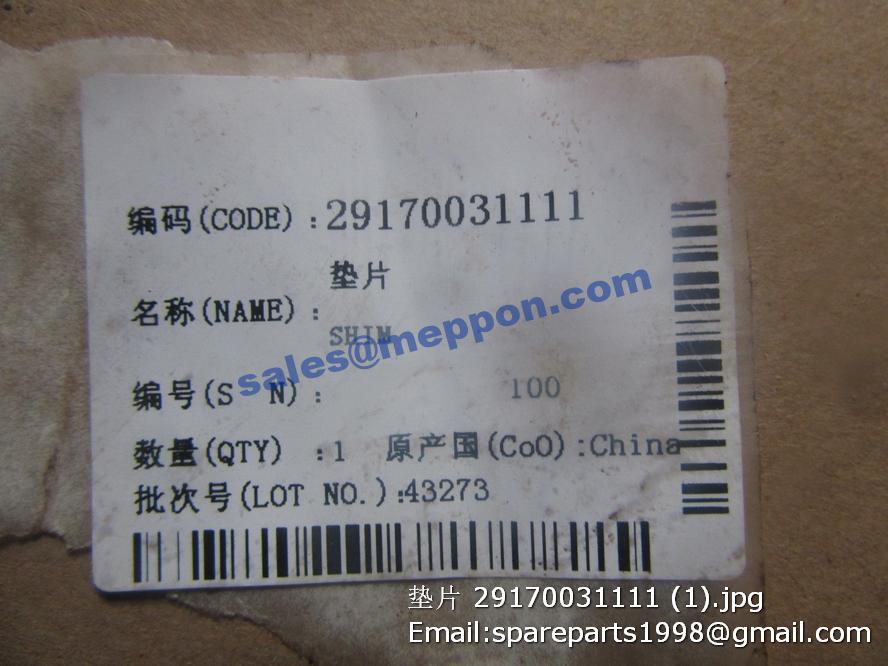 编码(CODE) :29170031111
垫片
名称(NAME) :
SHIM
sales@meppon.com
编号(S N) : 100
数量(QTY) :1 原产国(CoO):China
批次号(LOT NO.):43273
垫片 29170031111 (1).jpg
Email:spareparts1998@gmail.com